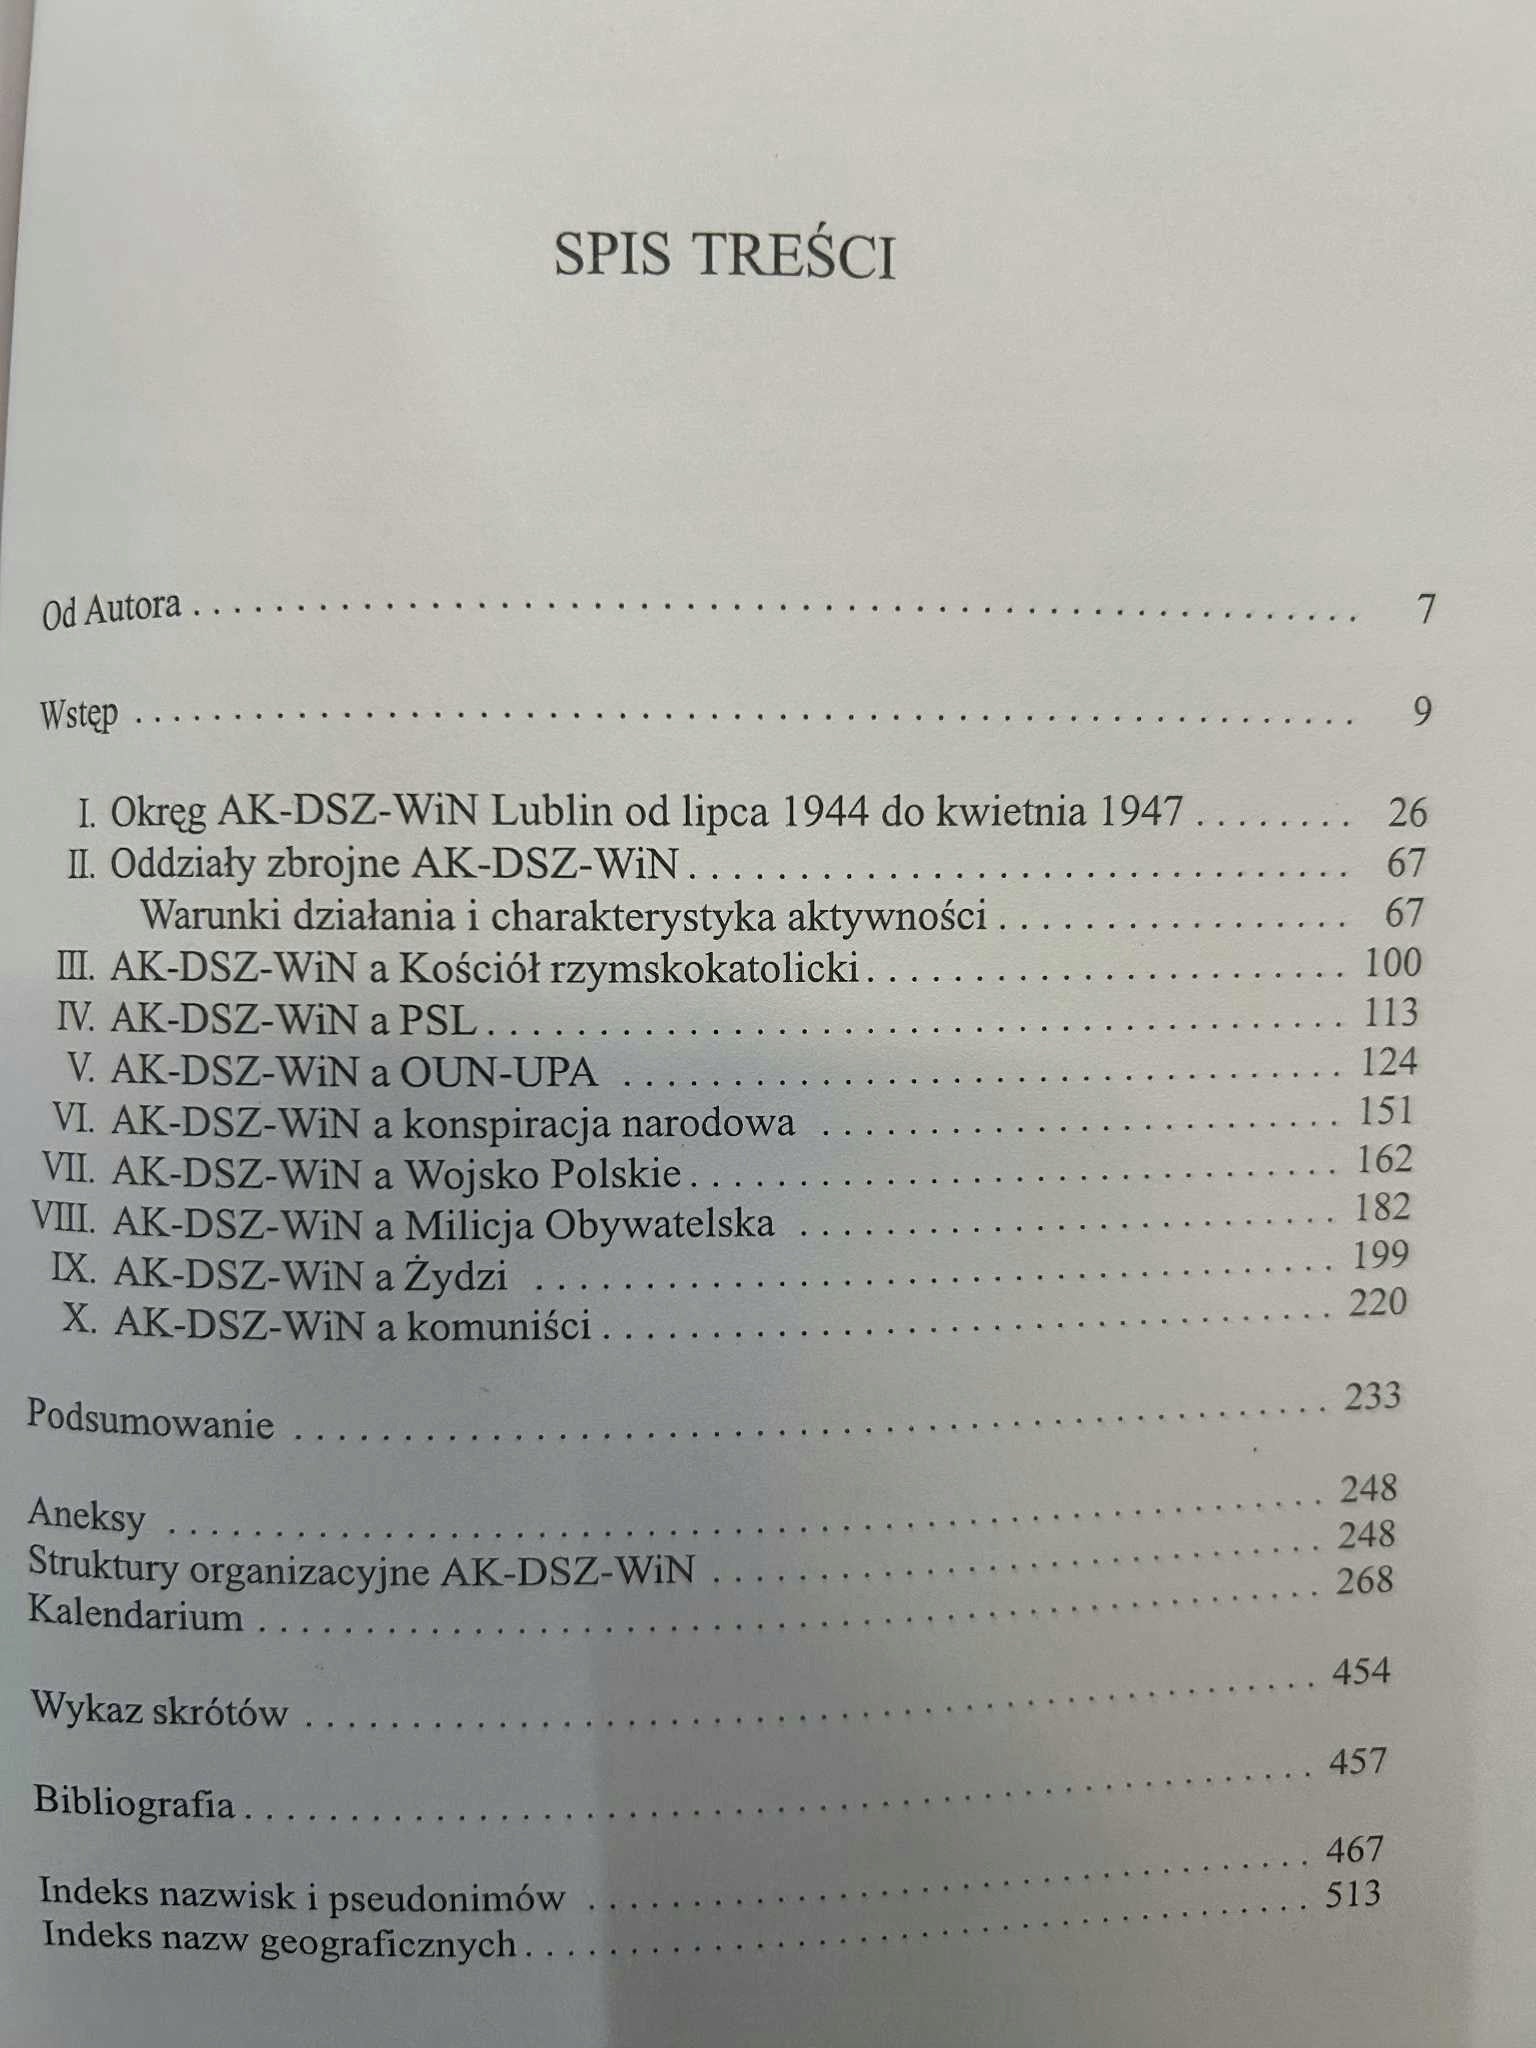 SPIS TREŚCI
Od Autora . . . . . . . . . . . . . . . . . . . . . . . . . . . . . . . . . . . . . . . . . . . 7
Wstęp . . . . . . . . . . . . . . . . . . . . . . . . . . . . . . . . . . . . . . . . . . . . . 9
I. Okręg AK-DSZ-WiN Lublin od lipca 1944 do kwietnia 1947 . . . . . . . . 26
II. Oddziały zbrojne AK-DSZ-WiN . . . . . . . . . . . . . . . . . . . . . . . . . . 67
Warunki działania i charakterystyka aktywności . . . . . . . . . . . . . . . . 67
III. AK-DSZ-WiN a Kościół rzymskokatolicki . . . . . . . . . . . . . . . . . . . 100
IV. AK-DSZ-WiN a PSL . . . . . . . . . . . . . . . . . . . . . . . . . . . . . . . . . 113
V. AK-DSZ-WiN a OUN-UPA . . . . . . . . . . . . . . . . . . . . . . . . . . . . 124
VI. AK-DSZ-WiN a konspiracja narodowa . . . . . . . . . . . . . . . . . . . . 151
VII. AK-DSZ-WiN a Wojsko Polskie . . . . . . . . . . . . . . . . . . . . . . . . . 162
VIII. AK-DSZ-WiN a Milicja Obywatelska . . . . . . . . . . . . . . . . . . . . . 182
IX. AK-DSZ-WiN a Żydzi . . . . . . . . . . . . . . . . . . . . . . . . . . . . . . . 199
X. AK-DSZ-WiN a komuniści . . . . . . . . . . . . . . . . . . . . . . . . . . . . 220
Podsumowanie . . . . . . . . . . . . . . . . . . . . . . . . . . . . . . . . . . . . . . 233
Aneksy . . . . . . . . . . . . . . . . . . . . . . . . . . . . . . . . . . . . . . . . . . . 248
Struktury organizacyjne AK-DSZ-WiN . . . . . . . . . . . . . . . . . . . . . . . 248
Kalendarium . . . . . . . . . . . . . . . . . . . . . . . . . . . . . . . . . . . . . . . . 268
Wykaz skrótów . . . . . . . . . . . . . . . . . . . . . . . . . . . . . . . . . . . . . . 454
Bibliografia . . . . . . . . . . . . . . . . . . . . . . . . . . . . . . . . . . . . . . . . 457
Indeks nazwisk i pseudonimów . . . . . . . . . . . . . . . . . . . . . . . . . . . 467
Indeks nazw geograficznych . . . . . . . . . . . . . . . . . . . . . . . . . . . . . 513